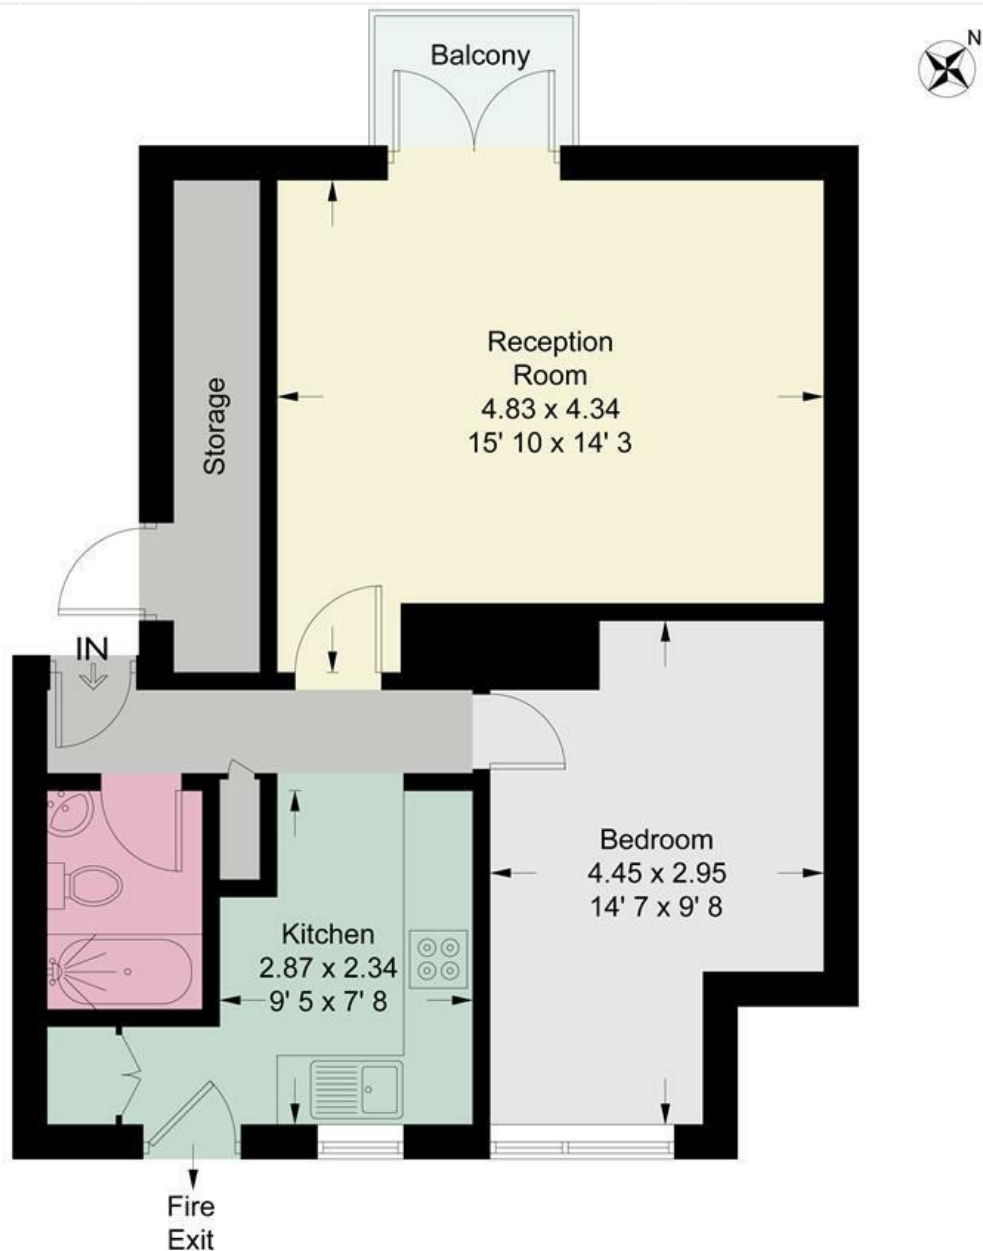 N
Balcony
Reception
Room
4.83 x 4.34
15' 10 x 14' 3
Storage
IN
Bedroom
4.45 x 2.95
14' 7 x 9' 8
Kitchen
2.87 x 2.34
9' 5 x 7' 8
Fire
Exit